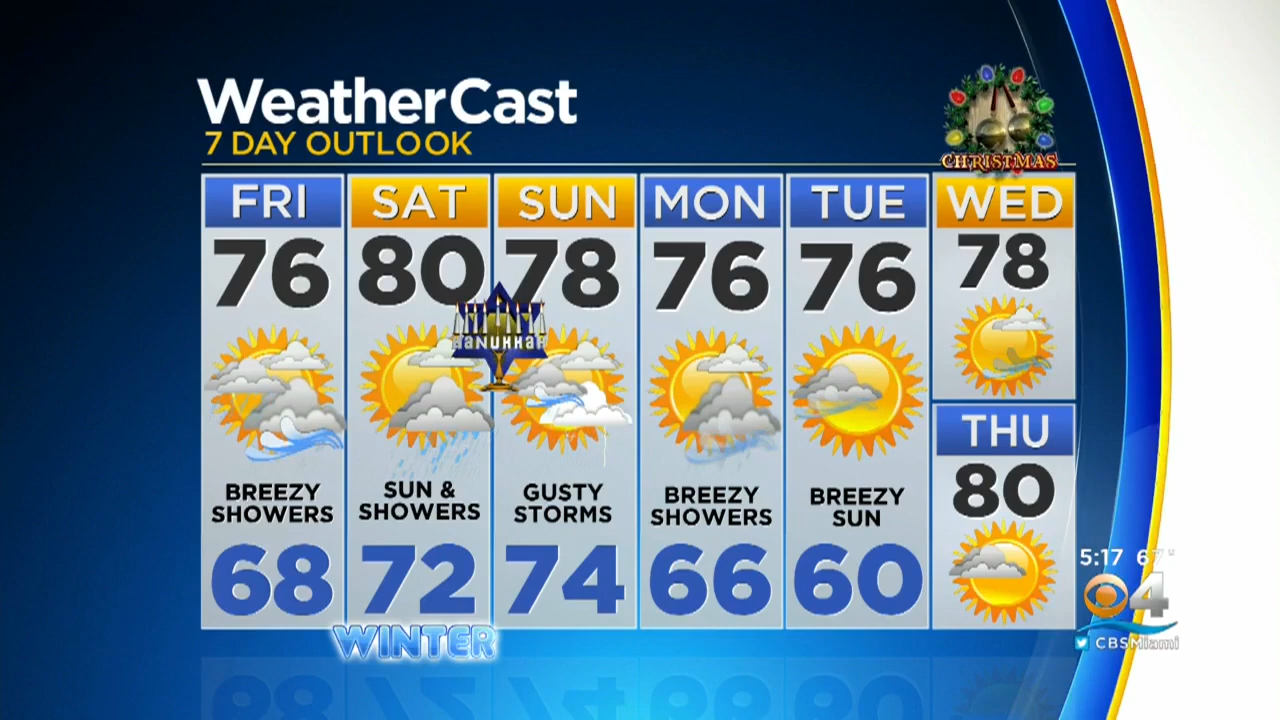 WeatherCast
7 DAY OUTLOOK
CHRISTMAS
FRI SAT SUN MON TUE WED
76 80 78 76 76 78
HANUKKAH
THU
80
BREEZY SHOWERS
SUN & SHOWERS
GUSTY STORMS
BREEZY SHOWERS
BREEZY SUN
68 72 74 66 60
WINTER
5:17 67°
4
CBSMiami